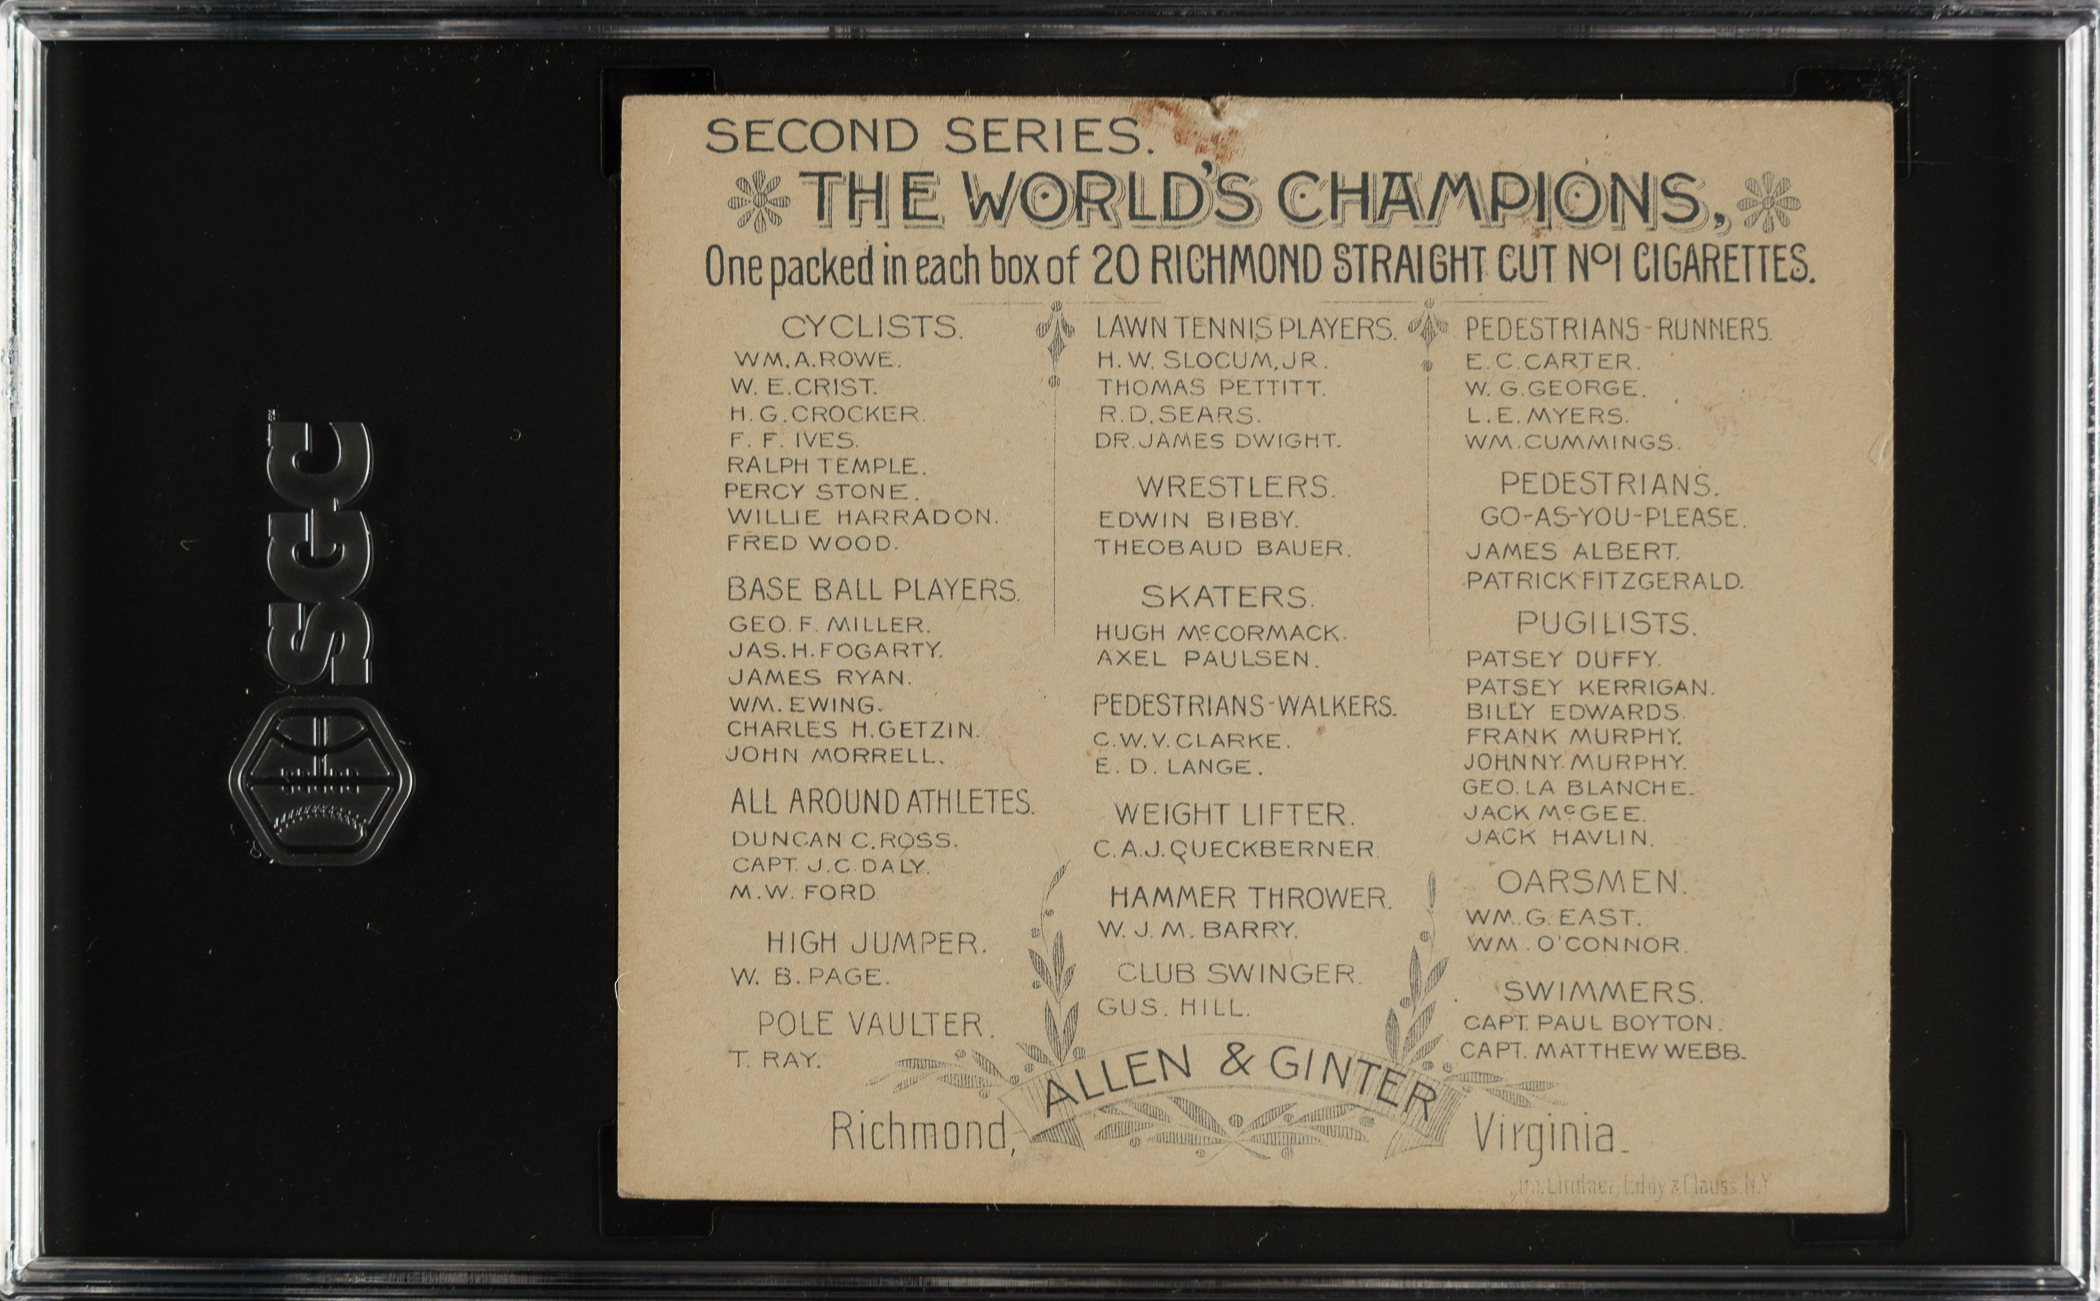 SGC
SECOND SERIES.
THE WORLD'S CHAMPIONS,
One packed in each box of 20 RICHMOND STRAIGHT CUT Nº1 CIGARETTES.
CYCLISTS.
WM. A. ROWE.
W. E. CRIST.
H. G. CROCKER.
F. F. IVES.
RALPH TEMPLE.
PERCY STONE.
WILLIE HARRADON.
FRED WOOD.
BASE BALL PLAYERS.
GEO. F. MILLER.
JAS. H. FOGARTY.
JAMES RYAN.
WM. EWING.
CHARLES H. GETZIN.
JOHN MORRELL.
ALL AROUND ATHLETES.
DUNCAN C. ROSS.
CAPT. J. C. DALY.
M. W. FORD
HIGH JUMPER.
W. B. PAGE.
POLE VAULTER.
T. RAY.
LAWN TENNIS PLAYERS.
H. W. SLOCUM, JR.
THOMAS PETTITT.
R. D. SEARS.
DR. JAMES DWIGHT.
WRESTLERS.
EDWIN BIBBY.
THEOBAUD BAUER.
SKATERS.
HUGH McCORMACK.
AXEL PAULSEN.
PEDESTRIANS-WALKERS.
C. W. V. CLARKE.
E. D. LANGE.
WEIGHT LIFTER.
C. A. J. QUECKBERNER
HAMMER THROWER.
W. J. M. BARRY.
CLUB SWINGER.
GUS. HILL.
PEDESTRIANS-RUNNERS.
E. C. CARTER.
W. G. GEORGE.
L. E. MYERS.
WM. CUMMINGS.
PEDESTRIANS.
GO-AS-YOU-PLEASE.
JAMES ALBERT.
PATRICK FITZGERALD.
PUGILISTS.
PATSEY DUFFY.
PATSEY KERRIGAN.
BILLY EDWARDS.
FRANK MURPHY.
JOHNNY MURPHY.
GEO. LA BLANCHE.
JACK McGEE.
JACK HAVLIN.
OARSMEN.
WM. G. EAST.
WM. O'CONNOR.
SWIMMERS.
CAPT. PAUL BOYTON.
CAPT. MATTHEW WEBB.
ALLEN & GINTER
Richmond, Virginia.
Lindner, Eddy & Clauss. N.Y